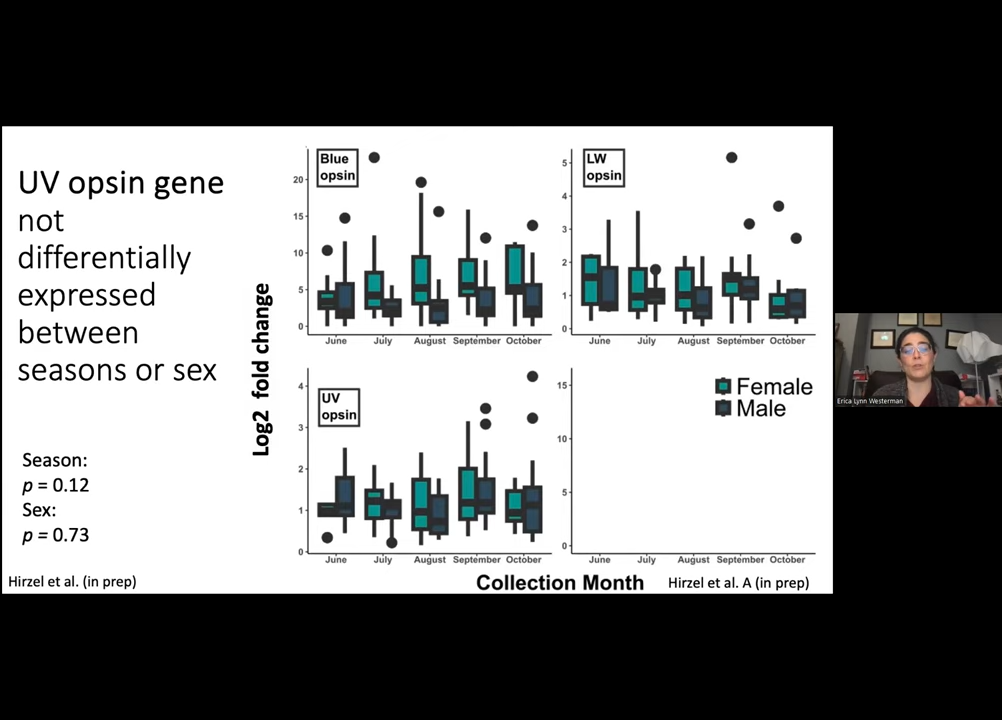 UV opsin gene
not
differentially
expressed
between
seasons or sex
Season:
p = 0.12
Sex:
p = 0.73
Hirzel et al. (in prep)
Log2 fold change
Blue
opsin
20
15
10
5
0
June July August September October
LW
opsin
5
4
3
2
1
0
June July August September October
UV
opsin
4
3
2
1
0
June July August September October
Female
Male
15
10
5
0
June July August September October
Collection Month
Hirzel et al. A (in prep)
Erica Lynn Westerman